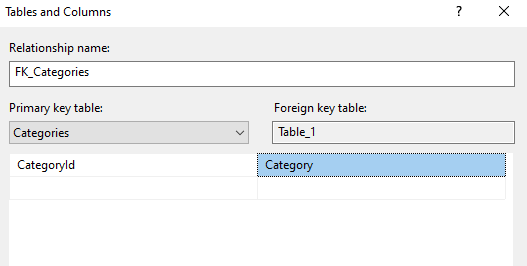 Tables and Columns
?
Relationship name:
FK_Categories
Primary key table:
Foreign key table:
Categories
Table_1
CategoryId
Category